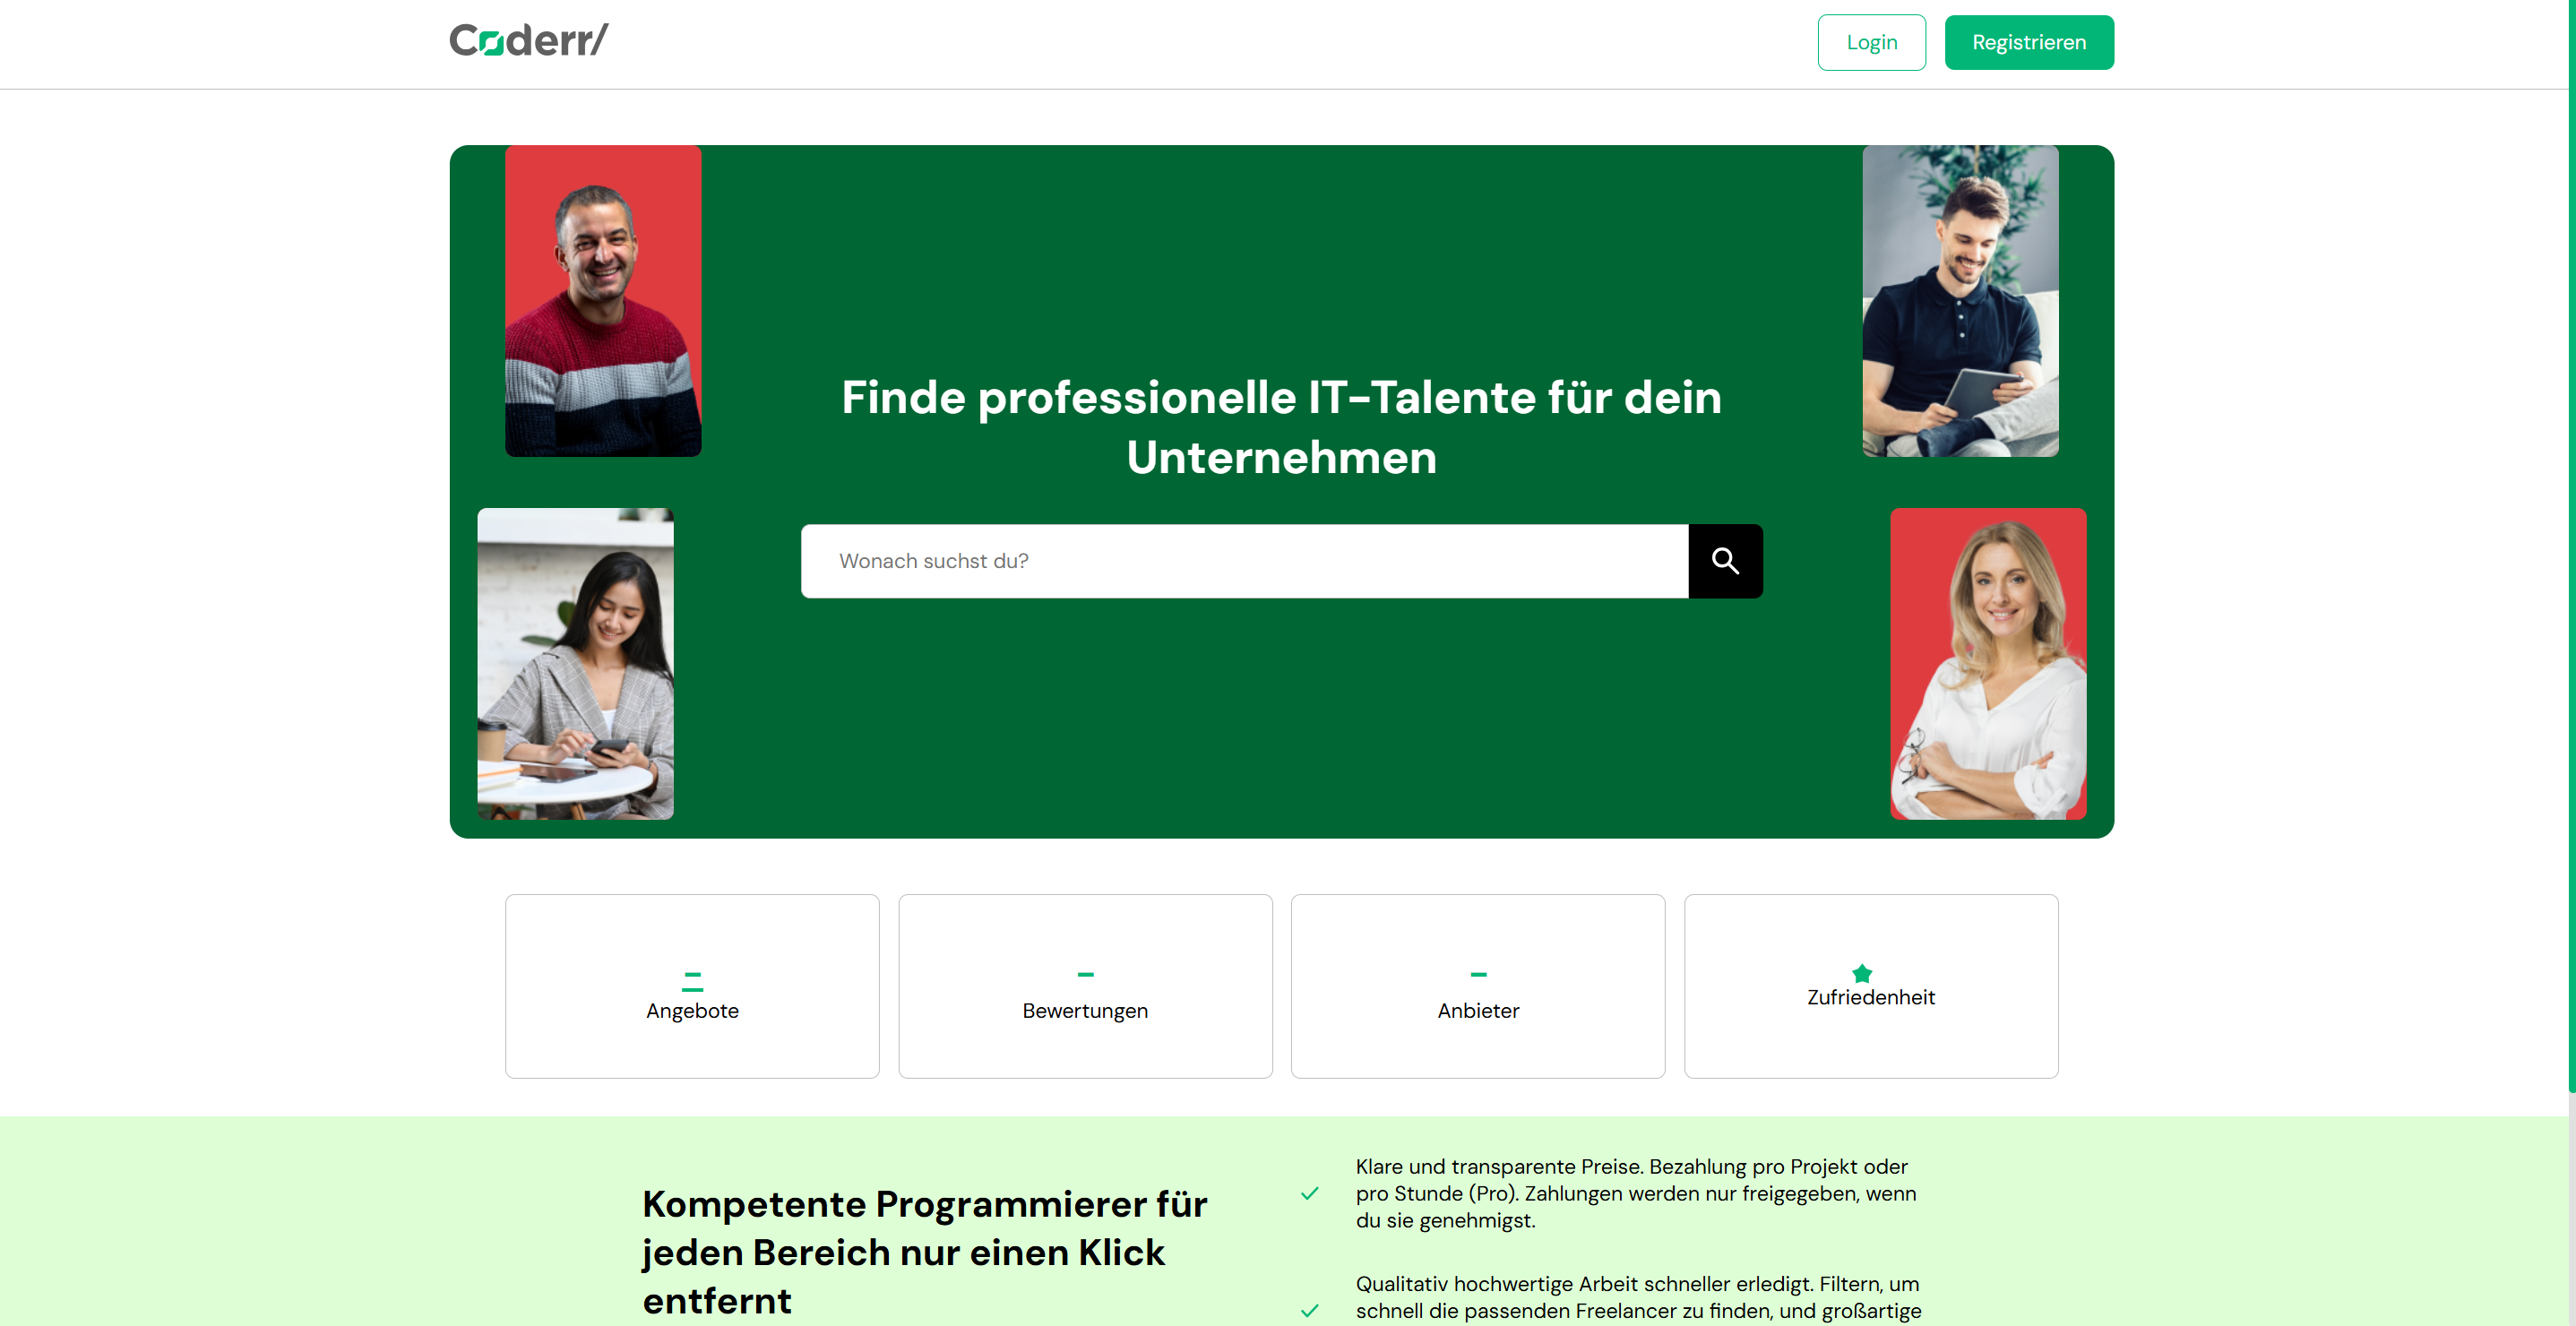 Coderr/
Login
Registrieren
Finde professionelle IT-Talente für dein
Unternehmen
Wonach suchst du?
-
Angebote
-
Bewertungen
-
Anbieter
Zufriedenheit
Kompetente Programmierer für
jeden Bereich nur einen Klick
entfernt
Klare und transparente Preise. Bezahlung pro Projekt oder
pro Stunde (Pro). Zahlungen werden nur freigegeben, wenn
du sie genehmigst.
Qualitativ hochwertige Arbeit schneller erledigt. Filtern, um
schnell die passenden Freelancer zu finden, und großartige